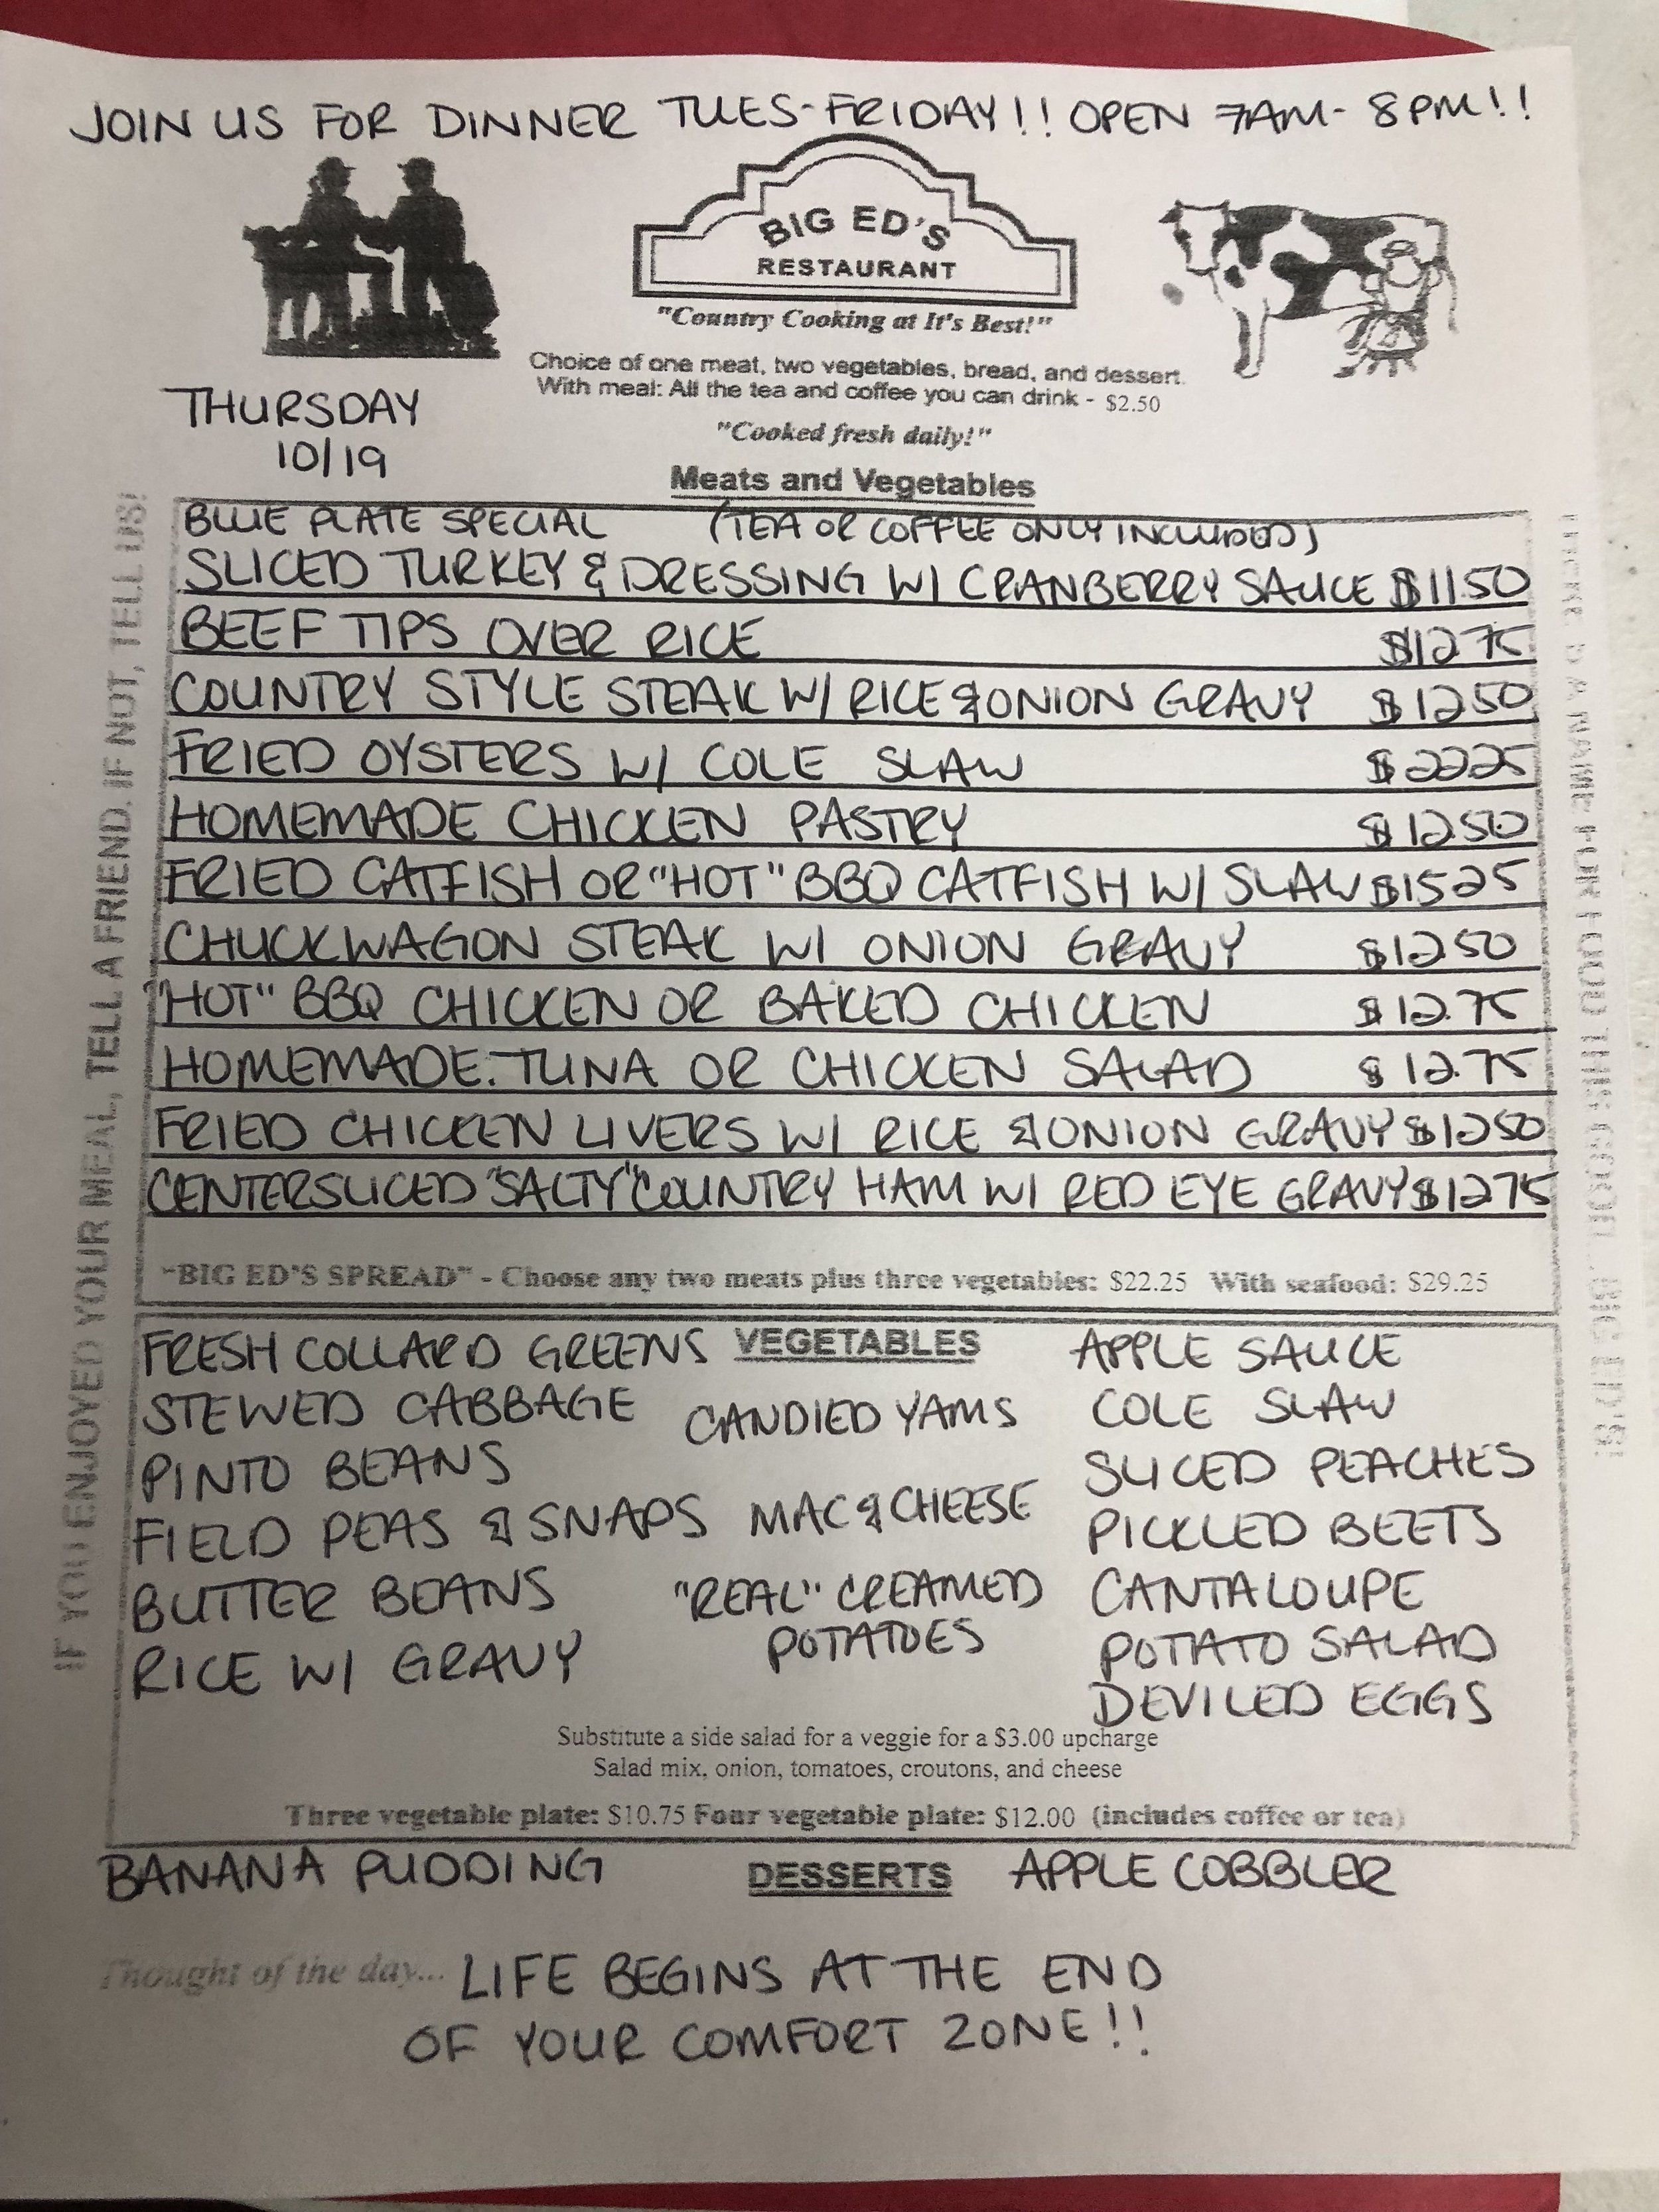 JOIN US FOR DINNER TUES-FRIDAY!! OPEN 7AM-8PM!!
BIG ED'S
RESTAURANT
"Country Cooking at It's Best!"
Choice of one meat, two vegetables, bread, and dessert.
With meal: All the tea and coffee you can drink - $2.50
THURSDAY
10/19
"Cooked fresh daily!"
Meats and Vegetables
BLUE PLATE SPECIAL (TEA OR COFFEE ONLY INCLUDED)
SLICED TURKEY & DRESSING W/ CRANBERRY SAUCE $11.50
BEEF TIPS OVER RICE $12.75
COUNTRY STYLE STEAK W/ RICE & ONION GRAVY $12.50
FRIED OYSTERS W/ COLE SLAW $22.25
HOMEMADE CHICKEN PASTRY $12.50
FRIED CATFISH OR "HOT" BBQ CATFISH W/ SLAW $15.25
CHUCKWAGON STEAK W/ ONION GRAVY $12.50
"HOT" BBQ CHICKEN OR BAKED CHICKEN $12.75
HOMEMADE TUNA OR CHICKEN SALAD $12.75
FRIED CHICKEN LIVERS W/ RICE & ONION GRAVY $12.50
CENTERSLICED "SALTY" COUNTRY HAM W/ RED EYE GRAVY $12.75
"BIG ED'S SPREAD" - Choose any two meats plus three vegetables: $22.25 With seafood: $29.25
IF YOU ENJOYED YOUR MEAL, TELL A FRIEND. IF NOT, TELL US!
THERE'S A NAME FOR FOOD THIS GOOD... BIG ED'S!
VEGETABLES
FRESH COLLARD GREENS
STEWED CABBAGE
PINTO BEANS
FIELD PEAS & SNAPS
BUTTER BEANS
RICE W/ GRAVY
CANDIED YAMS
MAC & CHEESE
"REAL" CREAMED
POTATOES
APPLE SAUCE
COLE SLAW
SLICED PEACHES
PICKLED BEETS
CANTALOUPE
POTATO SALAD
DEVILED EGGS
Substitute a side salad for a veggie for a $3.00 upcharge
Salad mix, onion, tomatoes, croutons, and cheese
Three vegetable plate: $10.75 Four vegetable plate: $12.00 (includes coffee or tea)
BANANA PUDDING DESSERTS APPLE COBBLER
Thought of the day... LIFE BEGINS AT THE END
OF YOUR COMFORT ZONE!!